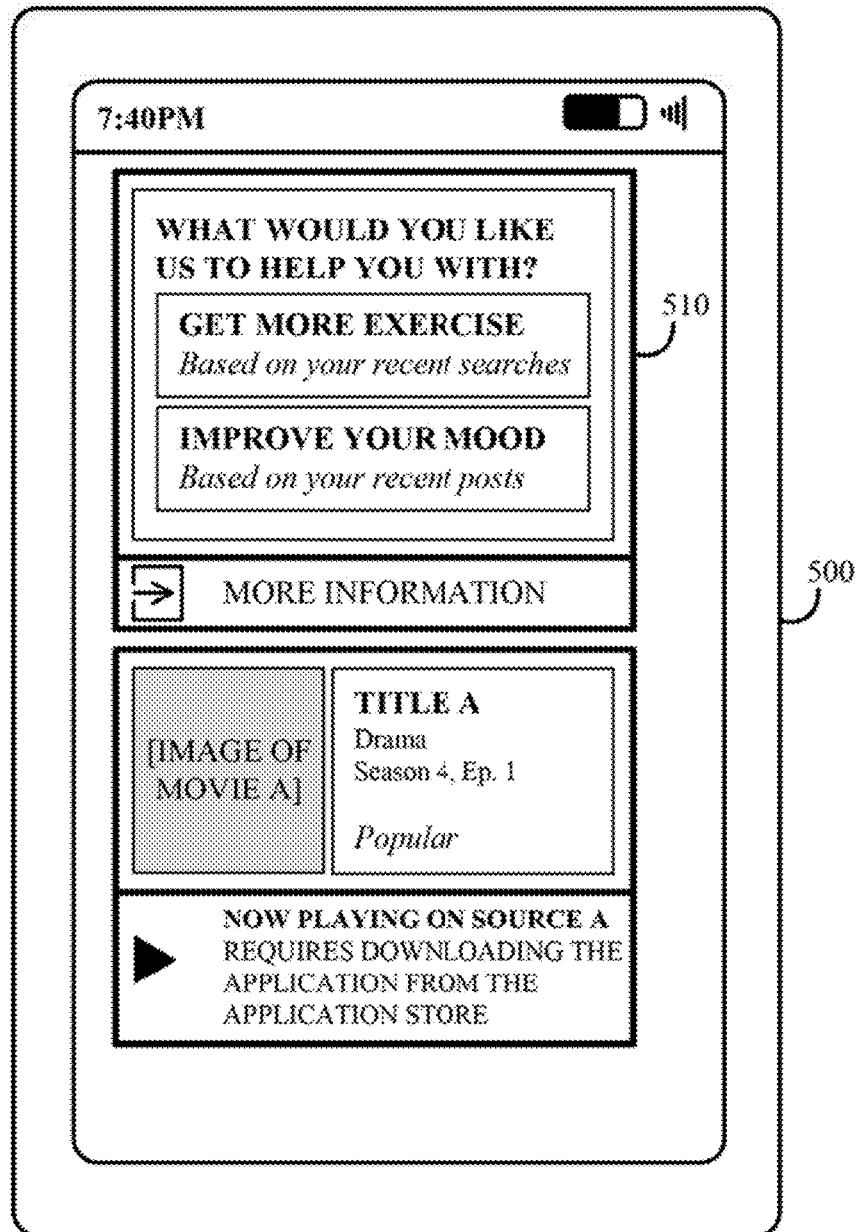 7:40PM
WHAT WOULD YOU LIKE
US TO HELP YOU WITH?
GET MORE EXERCISE
Based on your recent searches
IMPROVE YOUR MOOD
Based on your recent posts
MORE INFORMATION
510
500
[IMAGE OF
MOVIE A]
TITLE A
Drama
Season 4, Ep. 1
Popular
NOW PLAYING ON SOURCE A
REQUIRES DOWNLOADING THE
APPLICATION FROM THE
APPLICATION STORE